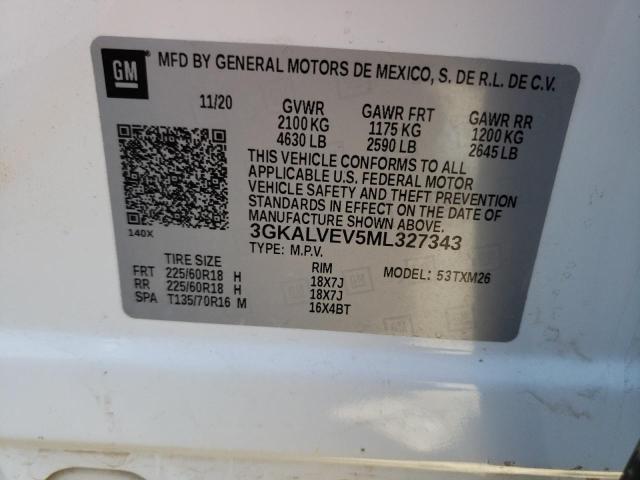 GM MFD BY GENERAL MOTORS DE MEXICO, S. DE R.L. DE C.V.
11/20 GVWR GAWR FRT GAWR RR
2100 KG 1175 KG 1200 KG
4630 LB 2590 LB 2645 LB
THIS VEHICLE CONFORMS TO ALL
APPLICABLE U.S. FEDERAL MOTOR
VEHICLE SAFETY AND THEFT PREVENTION
STANDARDS IN EFFECT ON THE DATE OF
MANUFACTURE SHOWN ABOVE.
140X 3GKALVEV5ML327343
TYPE: M.P.V.
TIRE SIZE RIM MODEL: 53TXM26
FRT 225/60R18 H 18X7J
RR 225/60R18 H 18X7J
SPA T135/70R16 M 16X4BT